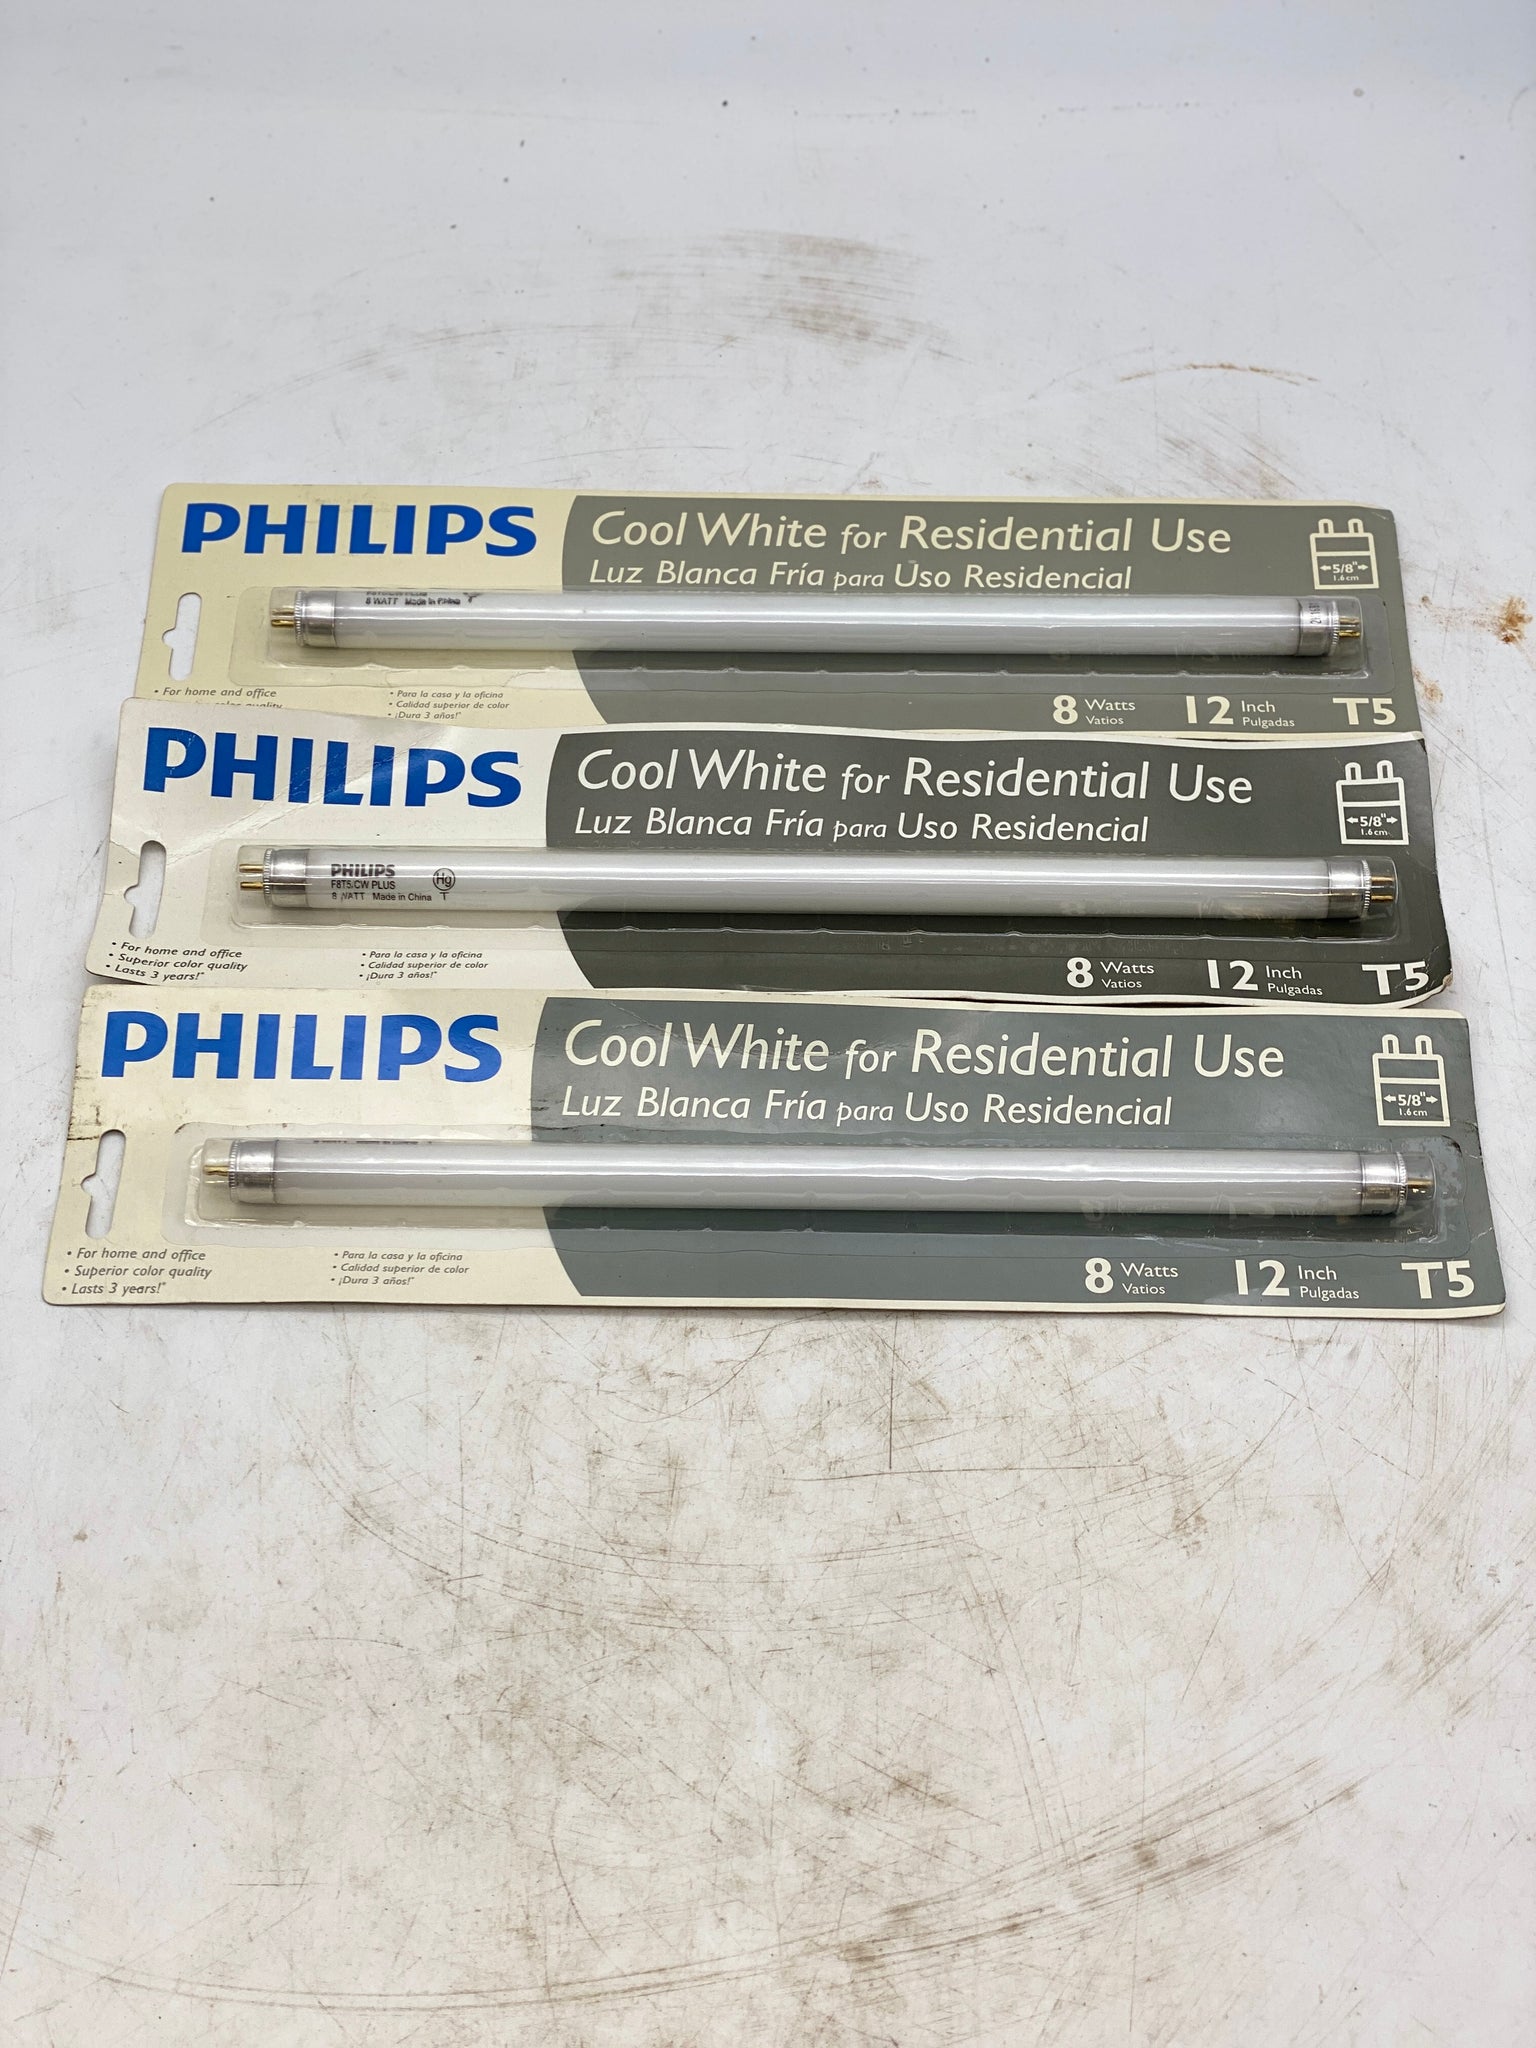 PHILIPS
Cool White for Residential Use
Luz Blanca Fría para Uso Residencial
5/8"
1.6 cm
8 WATT Made in China
• For home and office
color quality
• Para la casa y la oficina
• Calidad superior de color
• ¡Dura 3 años!*
8 Watts
Vatios
12 Inch
Pulgadas
T5
PHILIPS
Cool White for Residential Use
Luz Blanca Fría para Uso Residencial
5/8"
1.6 cm
PHILIPS
F8T5/CW PLUS
8 WATT Made in China
Hg
T
• For home and office
• Superior color quality
• Lasts 3 years!*
• Para la casa y la oficina
• Calidad superior de color
• ¡Dura 3 años!*
8 Watts
Vatios
12 Inch
Pulgadas
T5
PHILIPS
Cool White for Residential Use
Luz Blanca Fría para Uso Residencial
5/8"
1.6 cm
• For home and office
• Superior color quality
• Lasts 3 years!*
• Para la casa y la oficina
• Calidad superior de color
• ¡Dura 3 años!*
8 Watts
Vatios
12 Inch
Pulgadas
T5